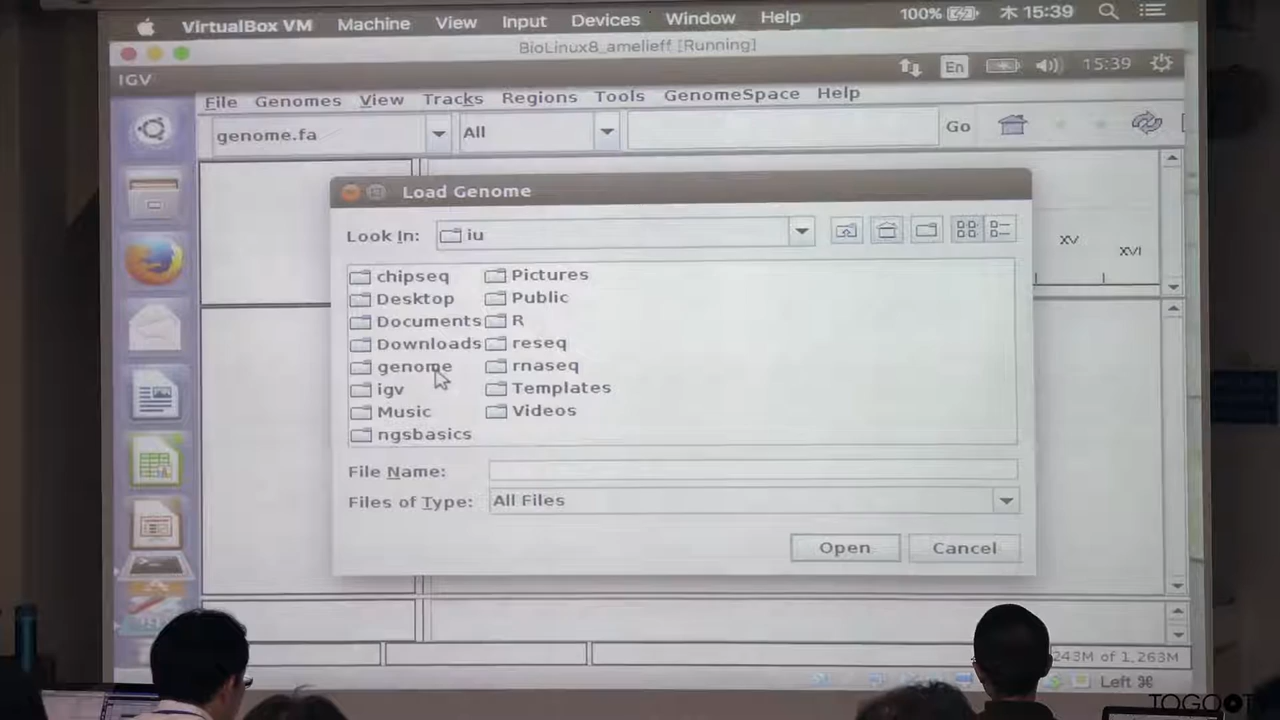 VirtualBox VM Machine View Input Devices Window Help 100% 木 15:39
BioLinux8_amelieff [Running]
IGV En 15:39
File Genomes View Tracks Regions Tools GenomeSpace Help
genome.fa All Go
Load Genome
Look In: iu
XV
XVI
chipseq Pictures
Desktop Public
Documents R
Downloads reseq
genome rnaseq
igv Templates
Music Videos
ngsbasics
File Name:
Files of Type: All Files
Open Cancel
243M of 1,263M
Left ⌘